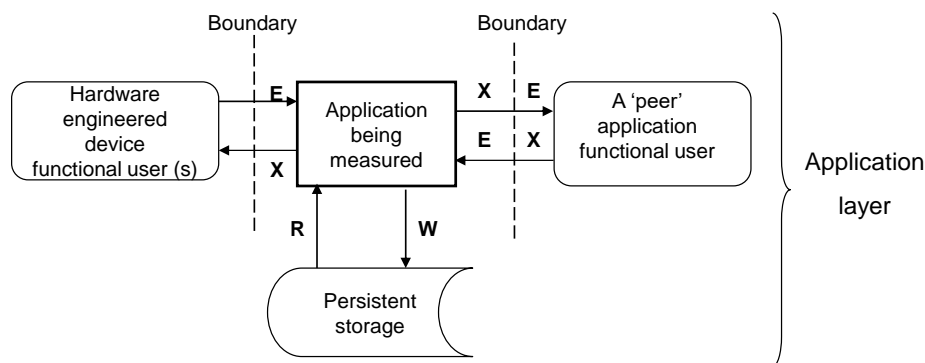 Boundary
Boundary
Hardware
engineered
device
functional user (s)
E
X
Application
being
measured
X
E
E
X
A ‘peer’
application
functional user
Application
layer
R
W
Persistent
storage